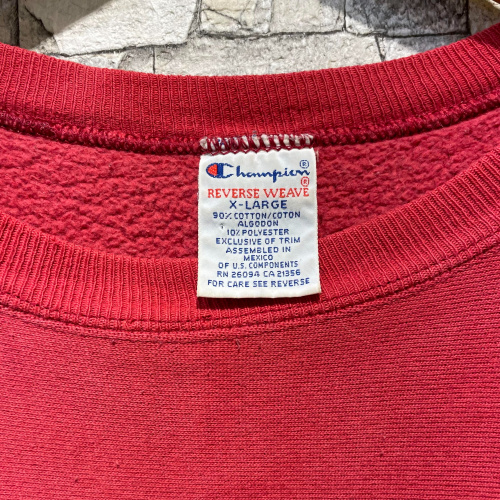 Champion®
REVERSE WEAVE®
X-LARGE
90% COTTON/COTON
ALGODON
10% POLYESTER
EXCLUSIVE OF TRIM
ASSEMBLED IN
MEXICO
OF U.S. COMPONENTS
RN 26094 CA 21356
FOR CARE SEE REVERSE